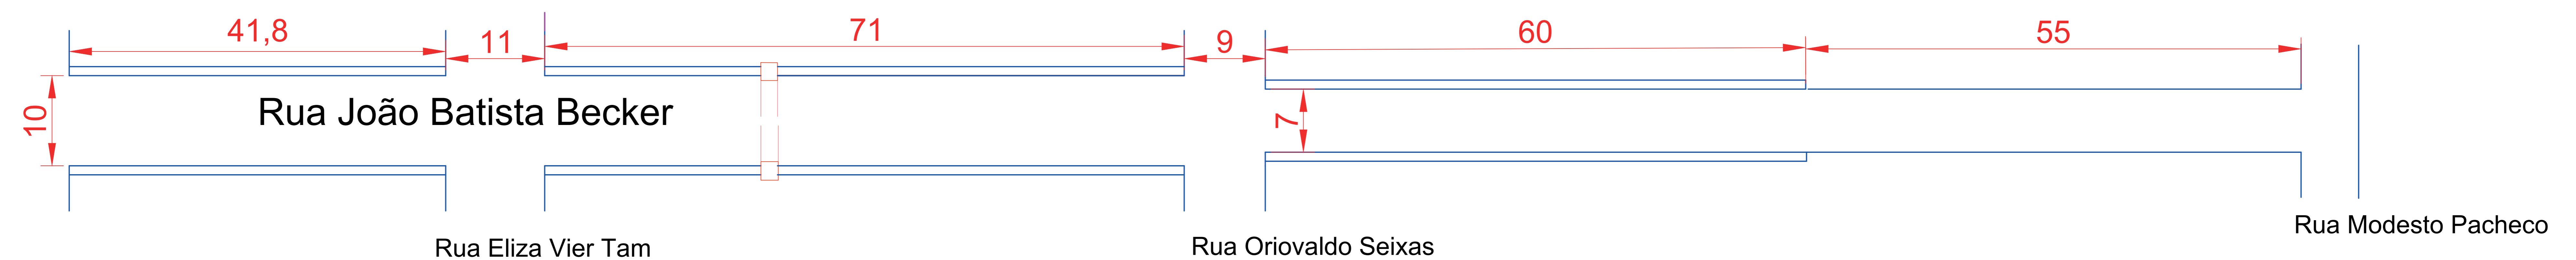 41,8
11
71
9
60
55
10
Rua João Batista Becker
7
Rua Eliza Vier Tam
Rua Oriovaldo Seixas
Rua Modesto Pacheco